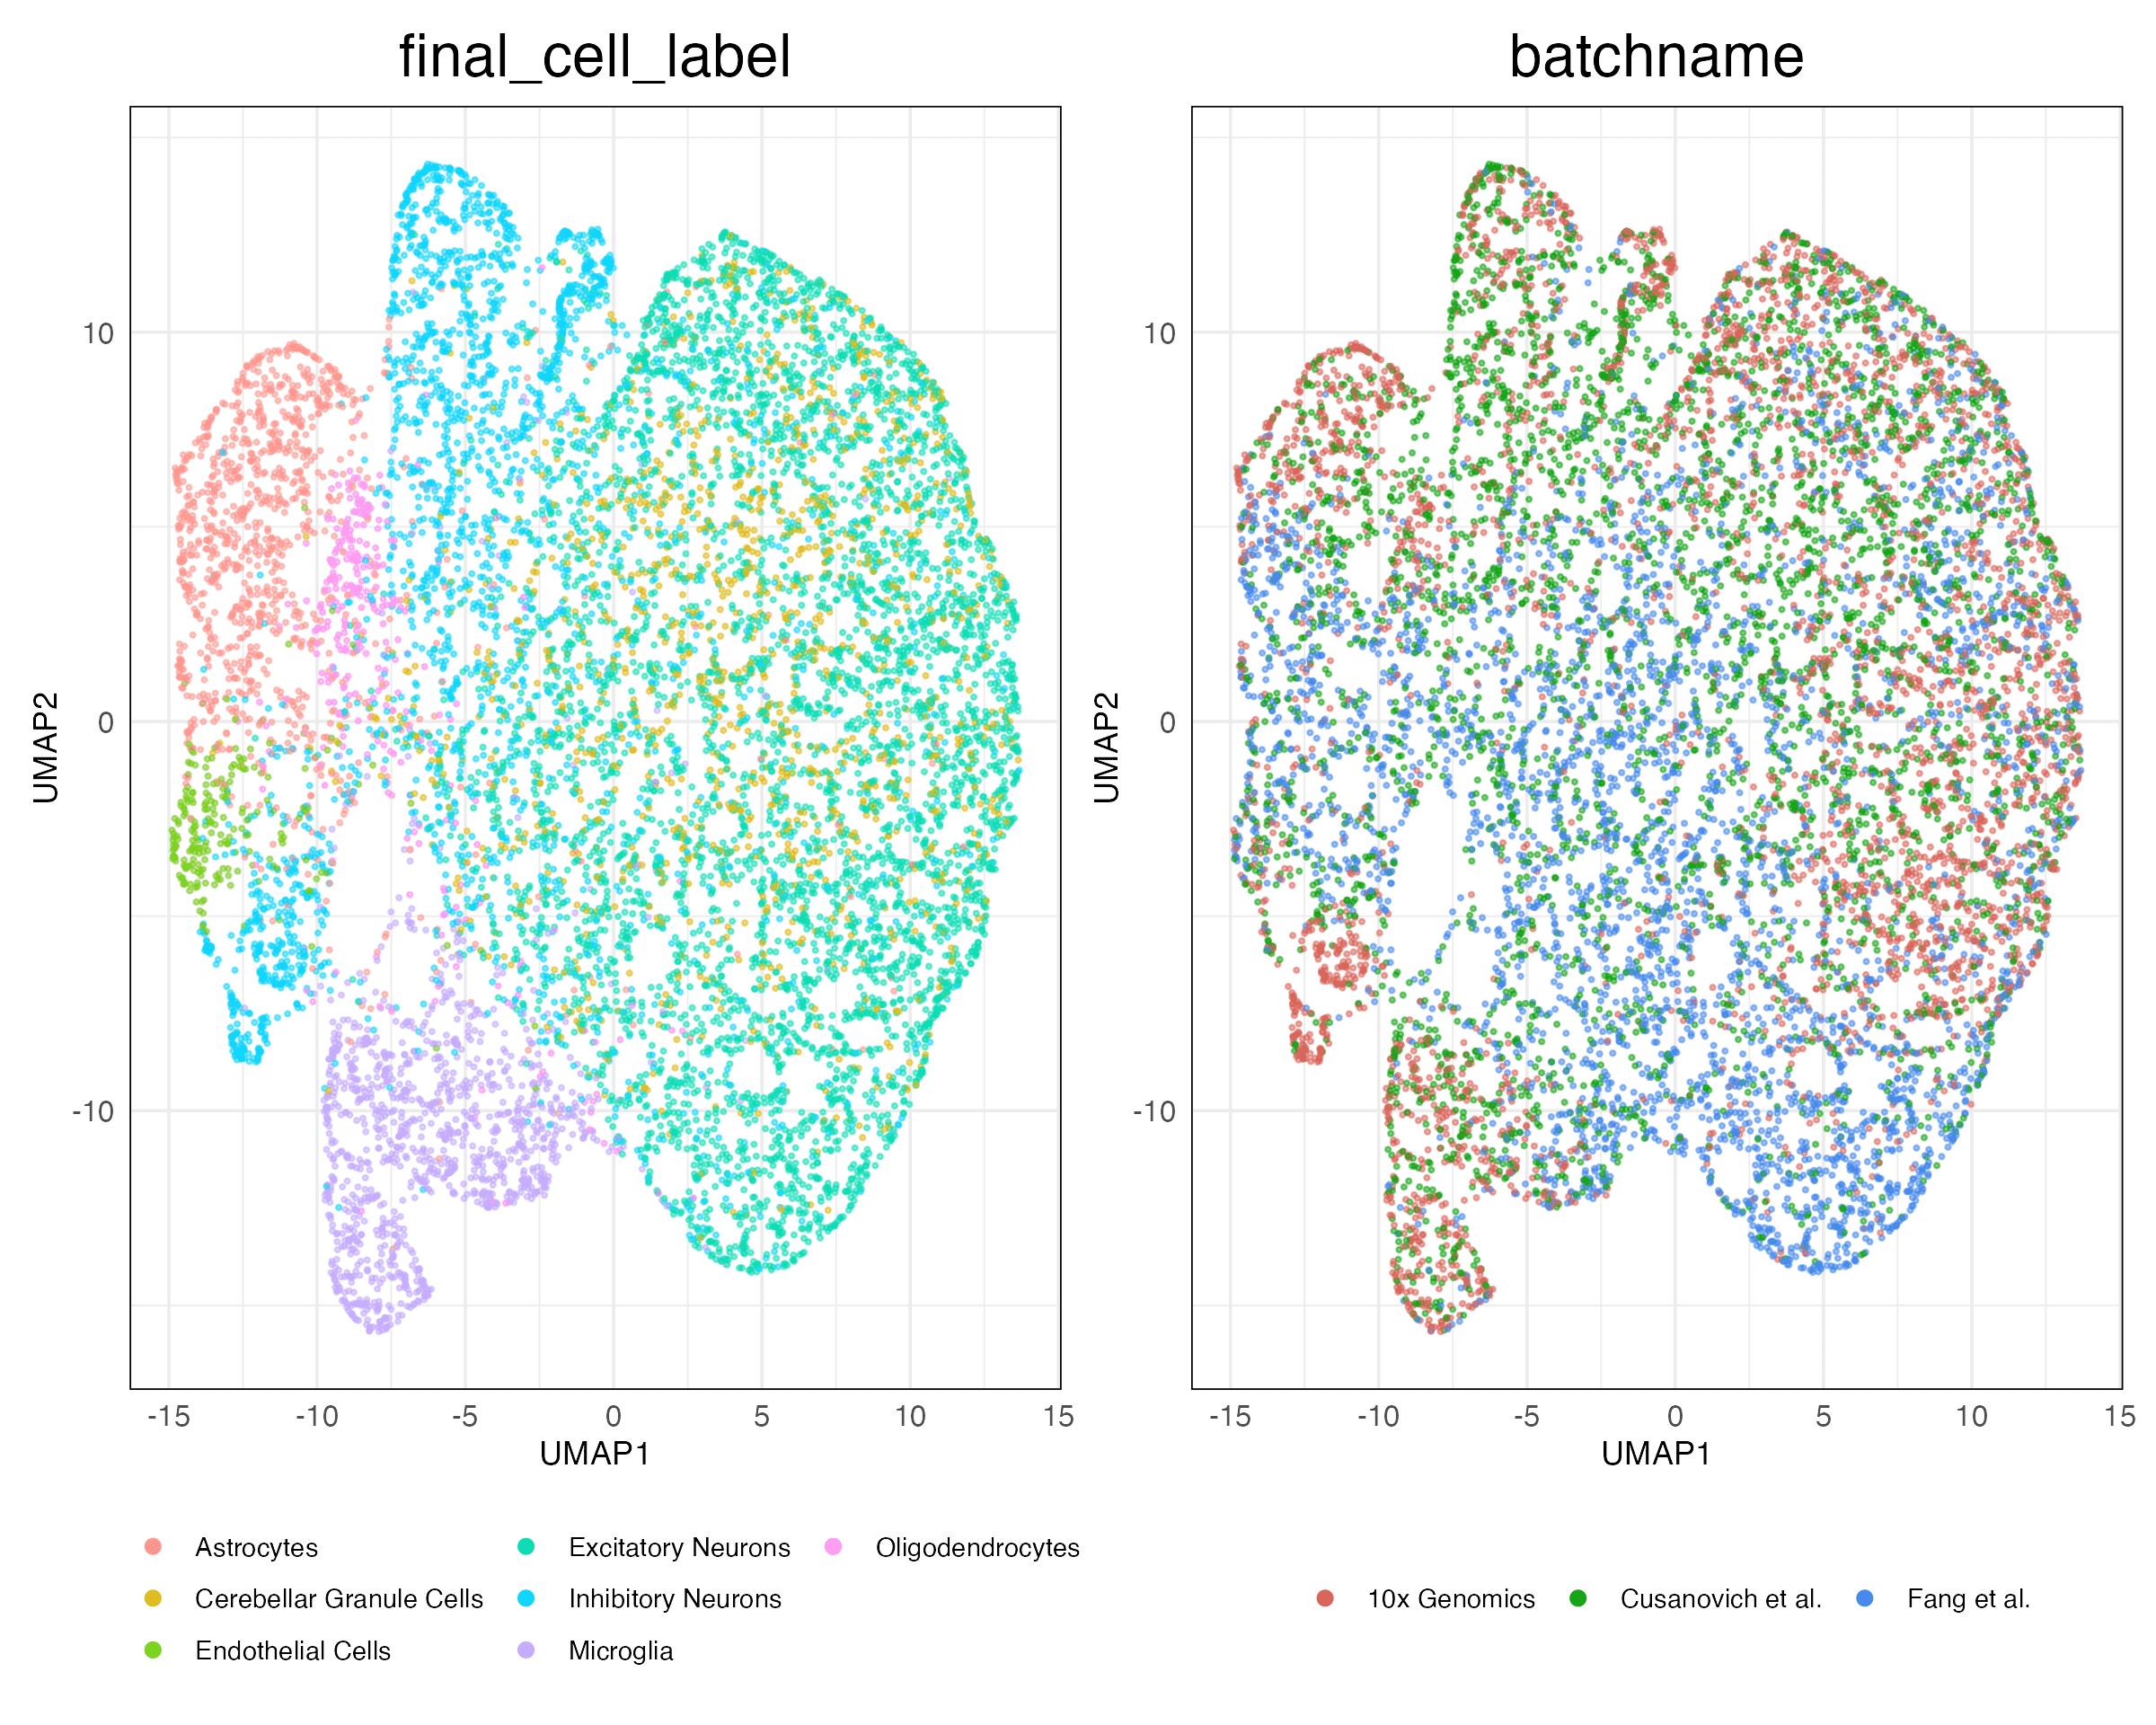 final_cell_label
batchname
UMAP2
10
0
-10
-15 -10 -5 0 5 10 15
UMAP1
UMAP2
10
0
-10
-15 -10 -5 0 5 10 15
UMAP1
Astrocytes
Cerebellar Granule Cells
Endothelial Cells
Excitatory Neurons
Inhibitory Neurons
Microglia
Oligodendrocytes
10x Genomics
Cusanovich et al.
Fang et al.